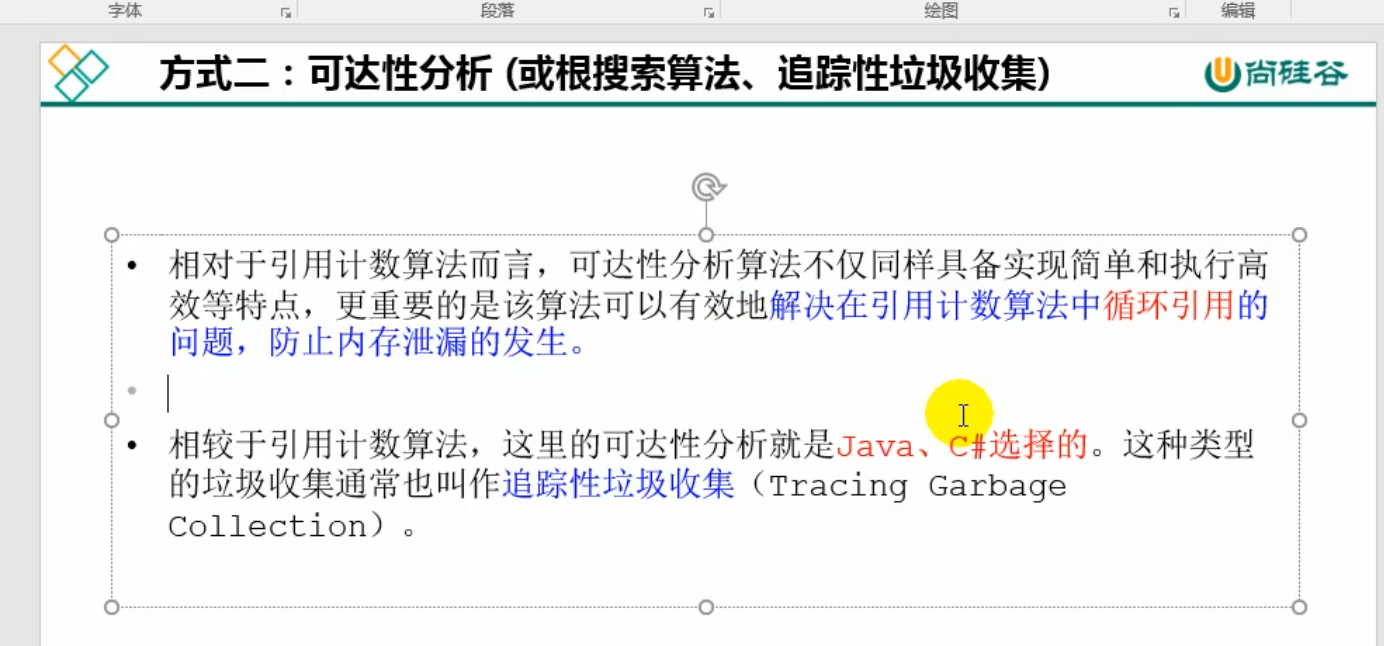 字体 段落 绘图 编辑
方式二：可达性分析 (或根搜索算法、追踪性垃圾收集)
尚硅谷
• 相对于引用计数算法而言，可达性分析算法不仅同样具备实现简单和执行高
效等特点，更重要的是该算法可以有效地解决在引用计数算法中循环引用的
问题，防止内存泄漏的发生。
•
• 相较于引用计数算法，这里的可达性分析就是Java、C#选择的。这种类型
的垃圾收集通常也叫作追踪性垃圾收集（Tracing Garbage
Collection）。